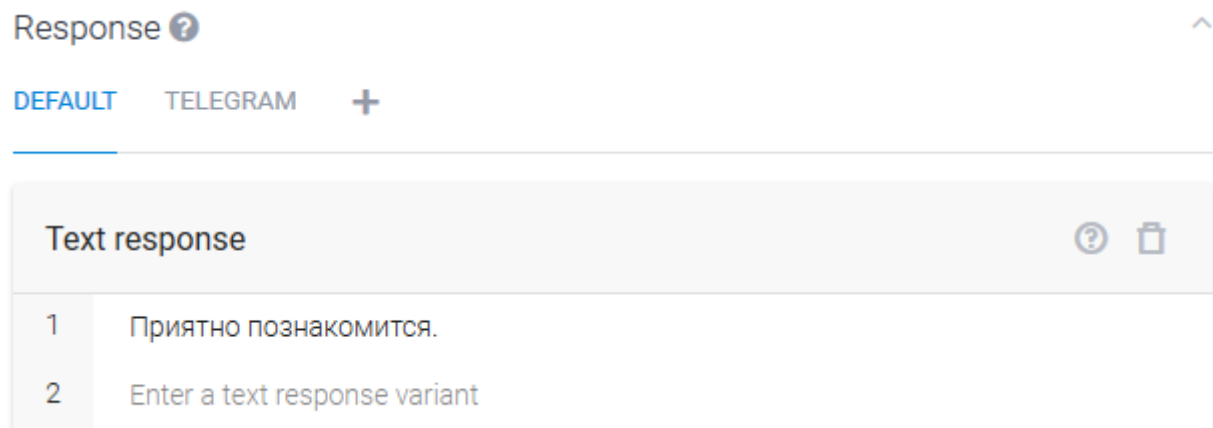 Response
DEFAULT TELEGRAM +
Text response
1 Приятно познакомится.
2 Enter a text response variant